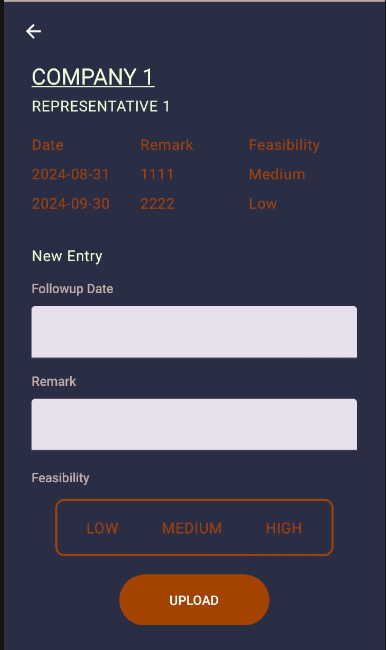 COMPANY 1
REPRESENTATIVE 1
Date Remark Feasibility
2024-08-31 1111 Medium
2024-09-30 2222 Low
New Entry
Followup Date
Remark
Feasibility
LOW MEDIUM HIGH
UPLOAD